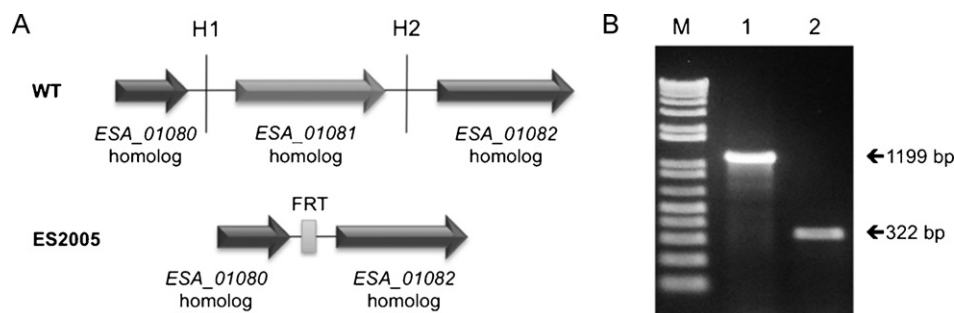 A
H1
H2
WT
ESA_01080
homolog
ESA_01081
homolog
ESA_01082
homolog
FRT
ES2005
ESA_01080
homolog
ESA_01082
homolog
B
M 1 2
1199 bp
322 bp